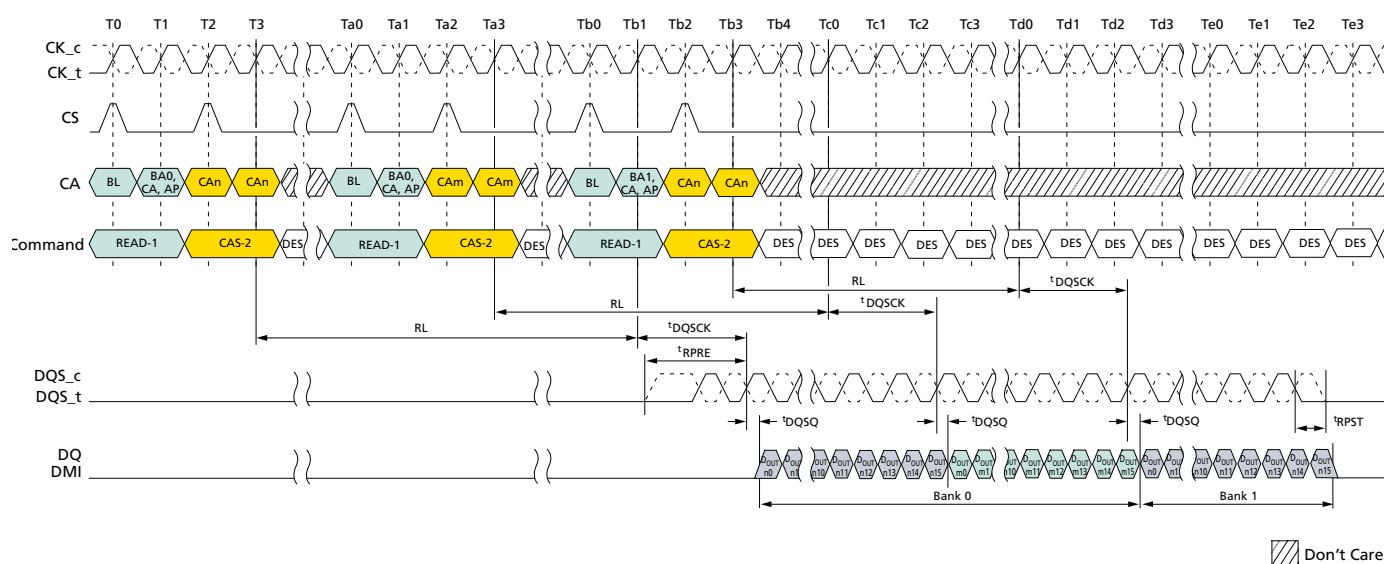 T0 T1 T2 T3 Ta0 Ta1 Ta2 Ta3 Tb0 Tb1 Tb2 Tb3 Tb4 Tc0 Tc1 Tc2 Tc3 Td0 Td1 Td2 Td3 Te0 Te1 Te2 Te3
CK_c
CK_t
CS
CA BL BA0, CA, AP CAn CAn BL BA0, CA, AP CAm CAm BL BA1, CA, AP CAn CAn
Command READ-1 CAS-2 DES READ-1 CAS-2 DES READ-1 CAS-2 DES DES DES DES DES DES DES DES DES DES DES DES DES
RL tDQSCK
RL tDQSCK
RL tDQSCK
tRPRE
DQS_c
DQS_t
tDQSQ tDQSQ tDQSQ tRPST
DQ
DMI
DOUT n0 DOUT n1 DOUT n10 DOUT n11 DOUT n12 DOUT n13 DOUT n14 DOUT n15 DOUT m0 DOUT m1 DOUT m10 DOUT m11 DOUT m12 DOUT m13 DOUT m14 DOUT m15 DOUT n0 DOUT n1 DOUT n10 DOUT n11 DOUT n12 DOUT n13 DOUT n14 DOUT n15
Bank 0 Bank 1
Don't Care